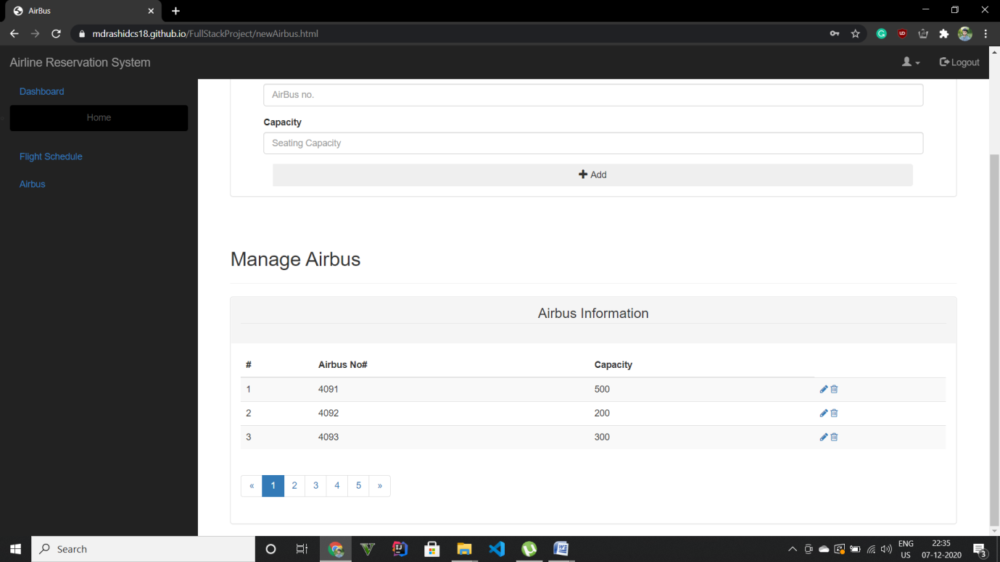 AirBus
mdrashidcs18.github.io/FullStackProject/newAirbus.html
Airline Reservation System
Logout
Dashboard
Home
Flight Schedule
Airbus
AirBus no.
Capacity
Seating Capacity
Add
Manage Airbus
Airbus Information
# Airbus No# Capacity
1 4091 500
2 4092 200
3 4093 300
« 1 2 3 4 5 »
Search
ENG
US
22:35
07-12-2020
3